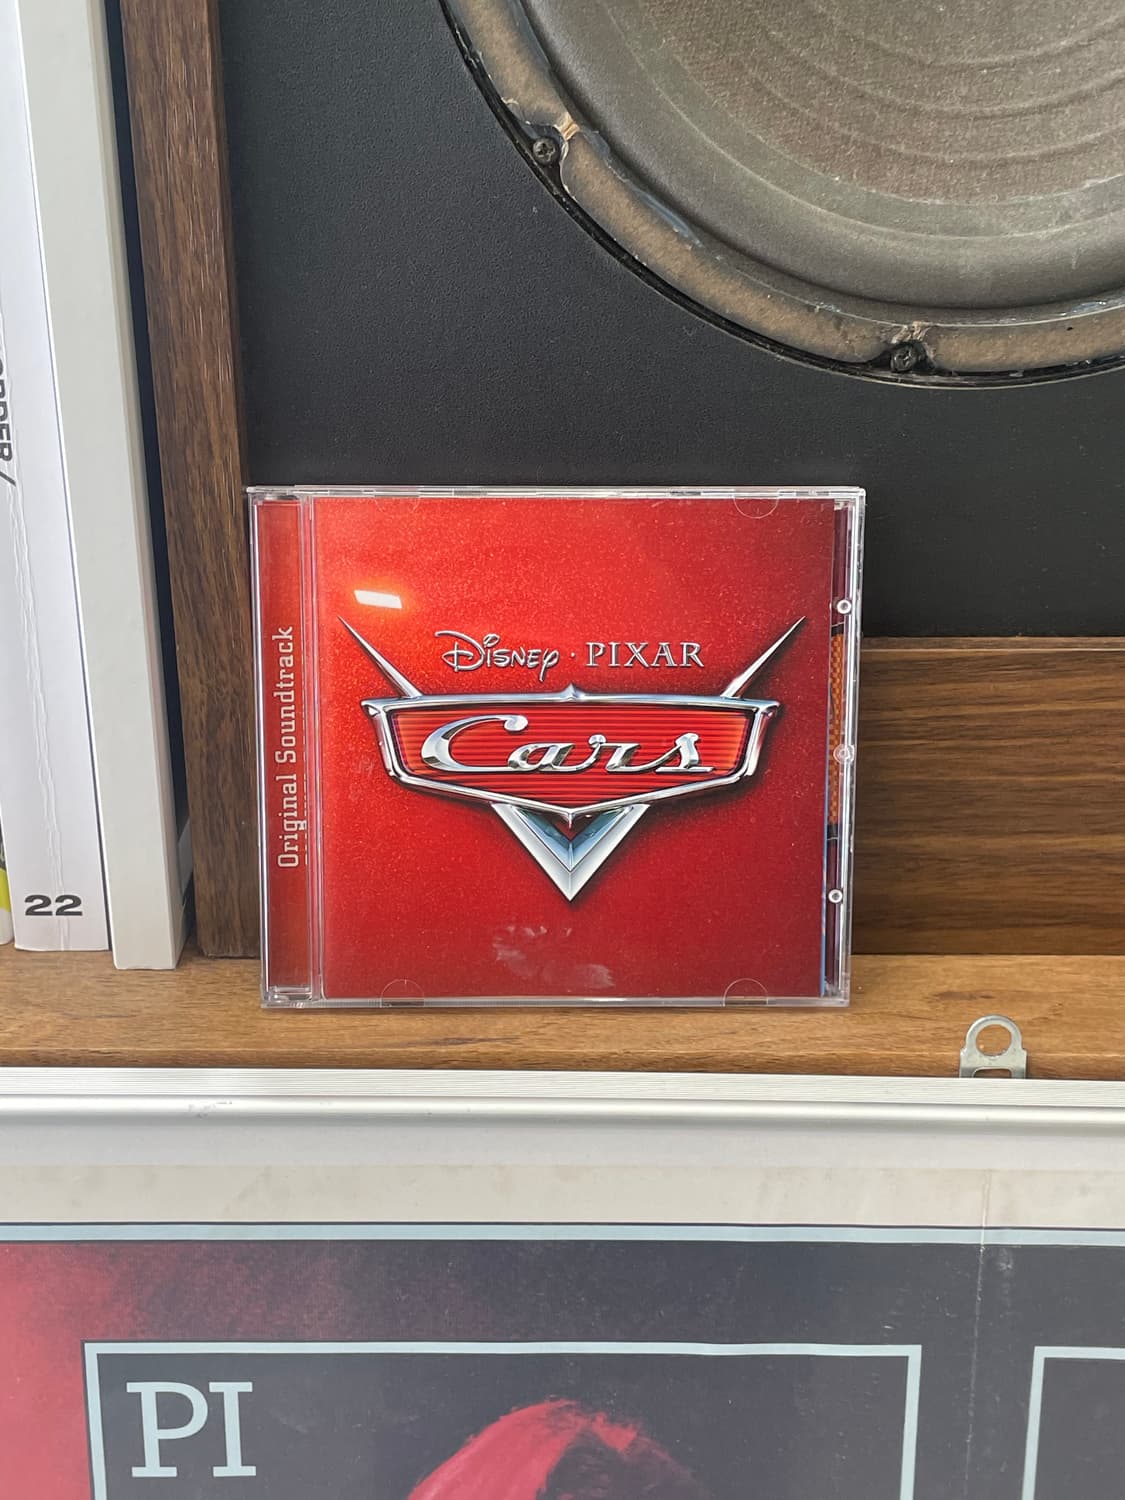 22
Original Soundtrack
Disney · PIXAR
Cars
PI